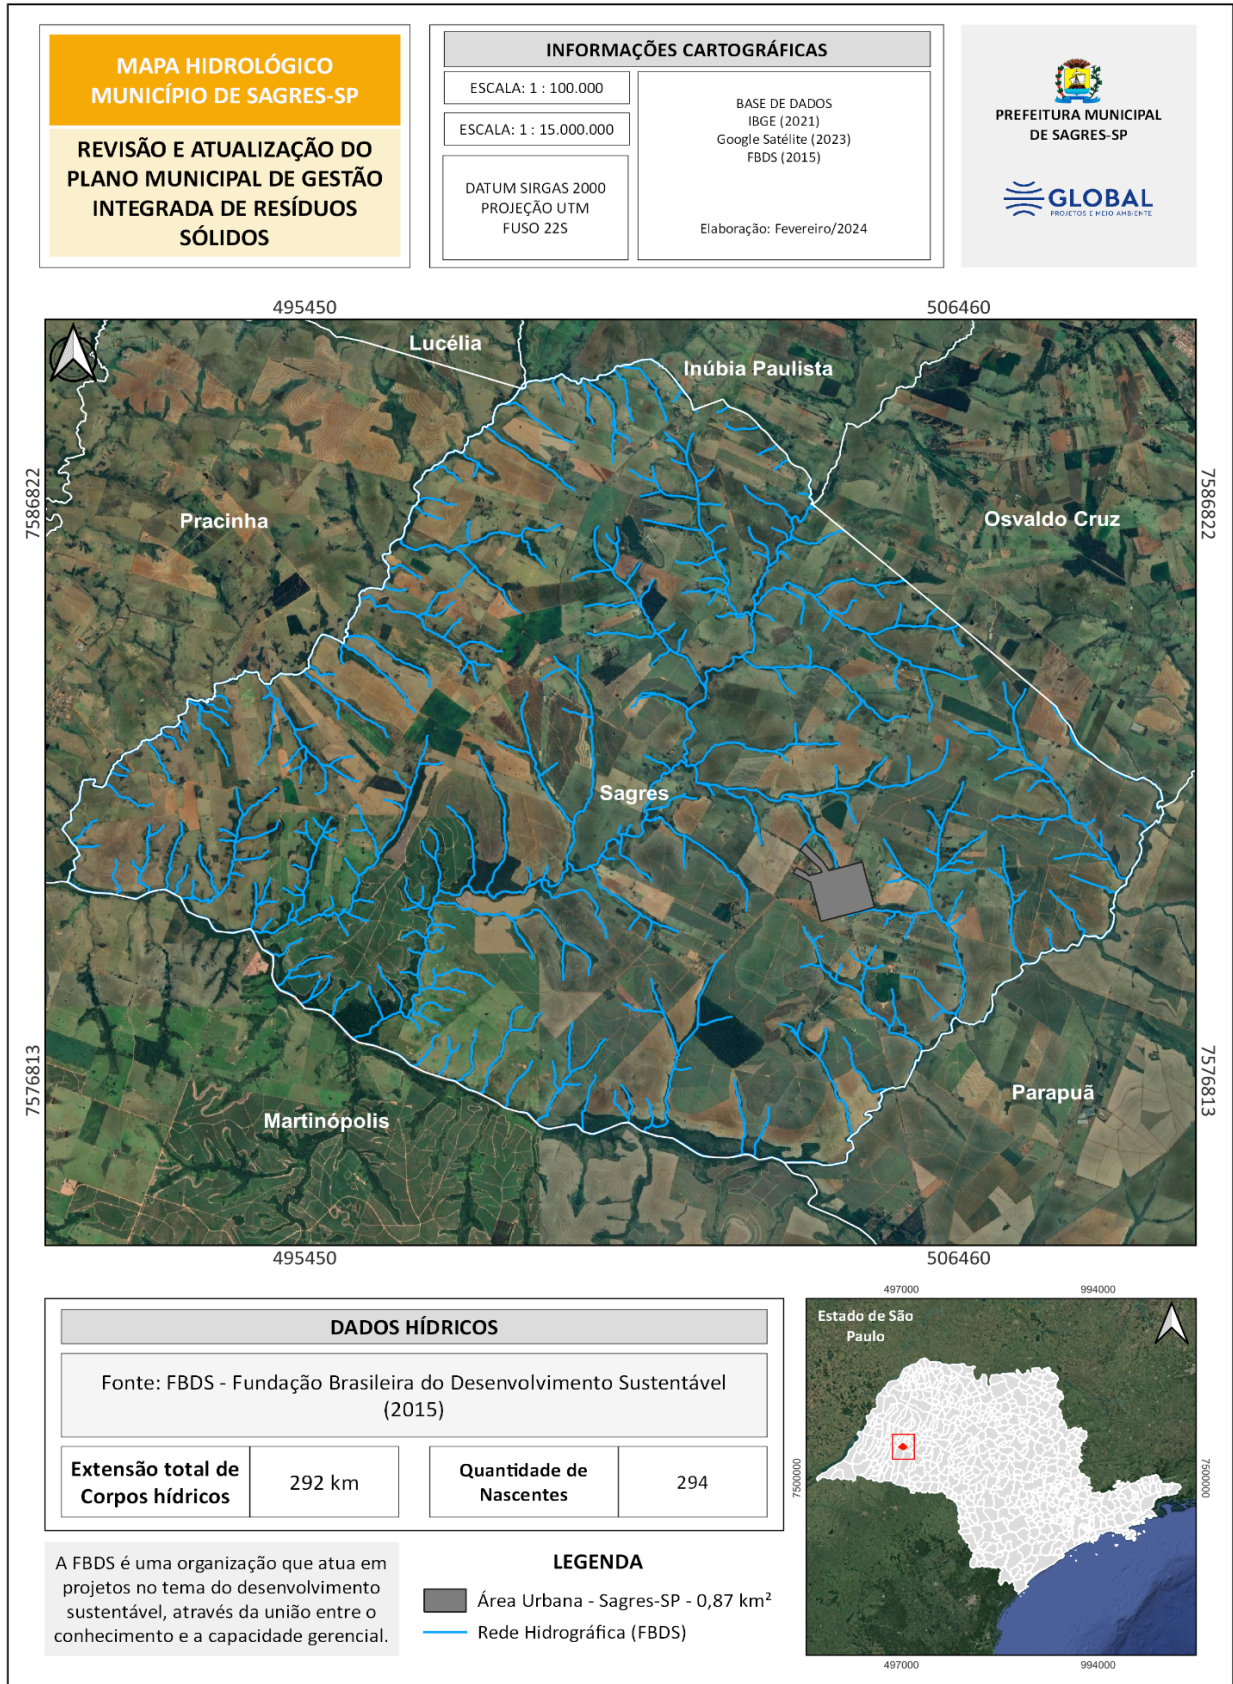 MAPA HIDROLÓGICO
MUNICÍPIO DE SAGRES-SP
REVISÃO E ATUALIZAÇÃO DO
PLANO MUNICIPAL DE GESTÃO
INTEGRADA DE RESÍDUOS
SÓLIDOS
INFORMAÇÕES CARTOGRÁFICAS
ESCALA: 1 : 100.000
ESCALA: 1 : 15.000.000
DATUM SIRGAS 2000
PROJEÇÃO UTM
FUSO 22S
BASE DE DADOS
IBGE (2021)
Google Satélite (2023)
FBDS (2015)
Elaboração: Fevereiro/2024
PREFEITURA MUNICIPAL
DE SAGRES-SP
GLOBAL
PROJETOS E MEIO AMBIENTE
495450
506460
Lucélia
Inúbia Paulista
7586822
7586822
Pracinha
Osvaldo Cruz
Sagres
7576813
7576813
Parapuã
Martinópolis
495450
506460
DADOS HÍDRICOS
Fonte: FBDS - Fundação Brasileira do Desenvolvimento Sustentável
(2015)
Extensão total de
Corpos hídricos
292 km
Quantidade de
Nascentes
294
A FBDS é uma organização que atua em
projetos no tema do desenvolvimento
sustentável, através da união entre o
conhecimento e a capacidade gerencial.
LEGENDA
Área Urbana - Sagres-SP - 0,87 km²
Rede Hidrográfica (FBDS)
497000
994000
Estado de São
Paulo
7500000
7500000
497000
994000